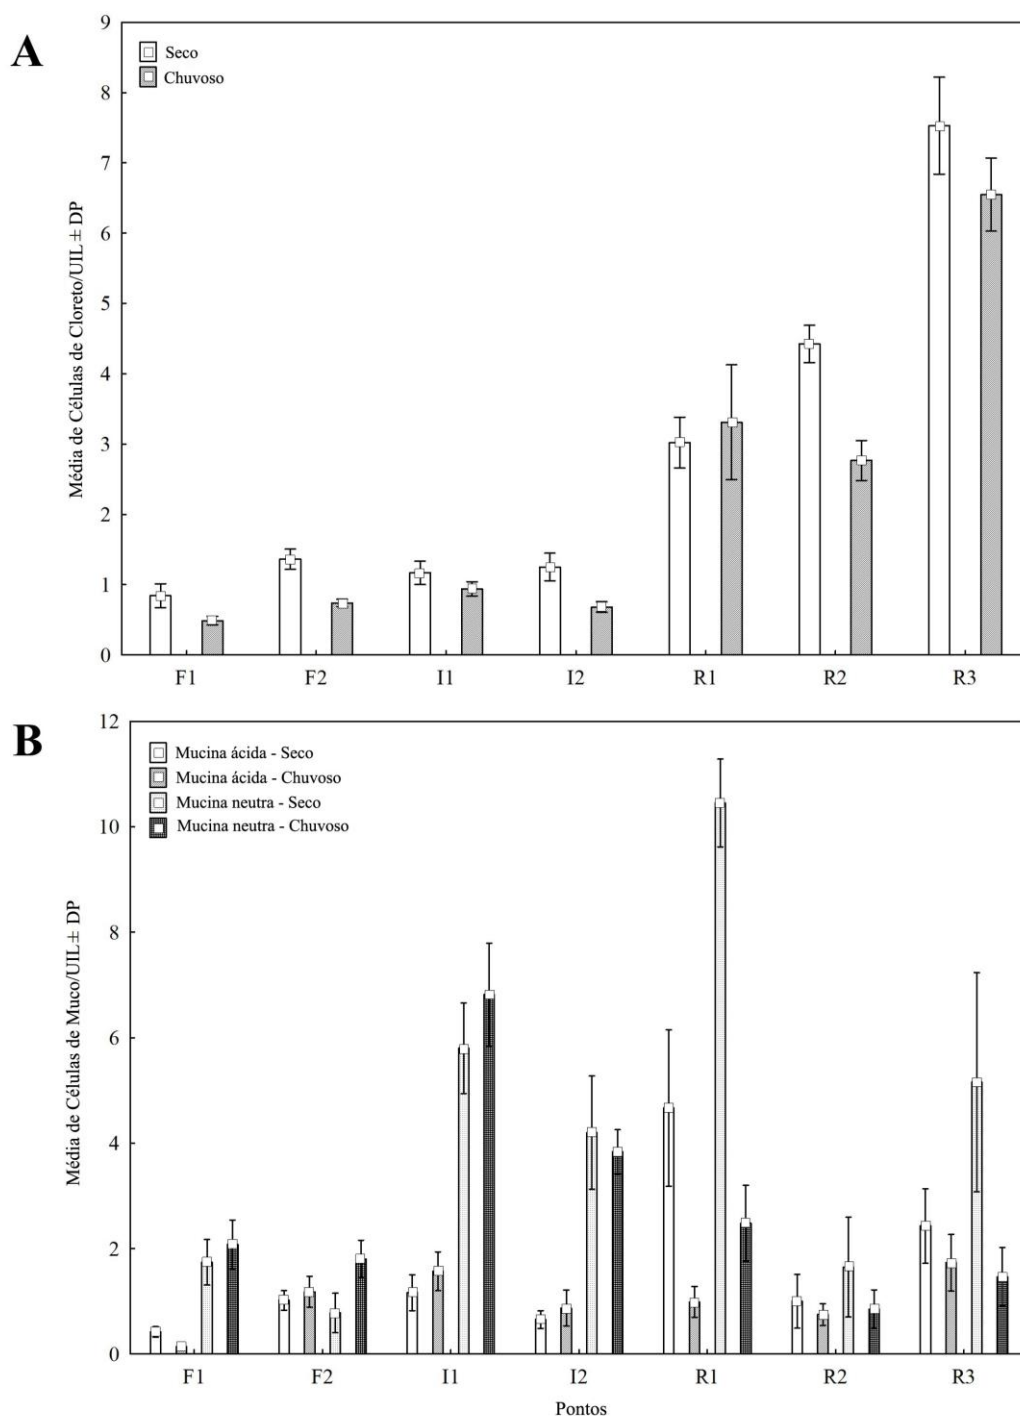 A
Seco
Chuvoso
Média de Células de Cloreto/UIL ± DP
9
8
7
6
5
4
3
2
1
0
F1 F2 I1 I2 R1 R2 R3
B
Mucina ácida - Seco
Mucina ácida - Chuvoso
Mucina neutra - Seco
Mucina neutra - Chuvoso
Média de Células de Muco/UIL ± DP
12
10
8
6
4
2
0
F1 F2 I1 I2 R1 R2 R3
Pontos